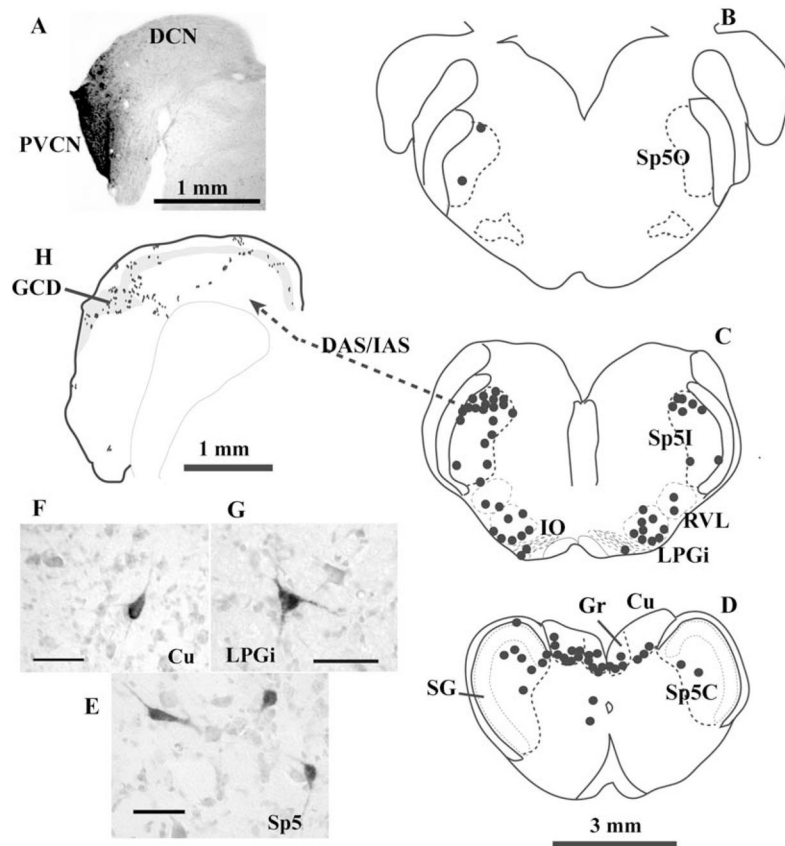 A
DCN
PVCN
1 mm
B
Sp5O
H
GCD
DAS/IAS
1 mm
C
Sp5I
IO
RVL
LPGi
F
Cu
G
LPGi
E
Sp5
D
Gr
Cu
SG
Sp5C
3 mm